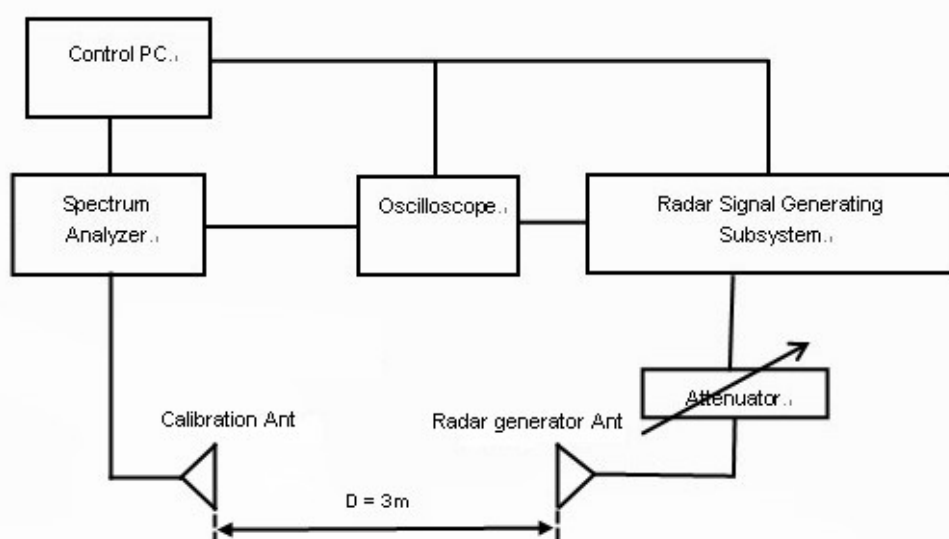 Control PC.
Spectrum
Analyzer.
Oscilloscope.
Radar Signal Generating
Subsystem.
Attenuator.
Calibration Ant
Radar generator Ant
D = 3m